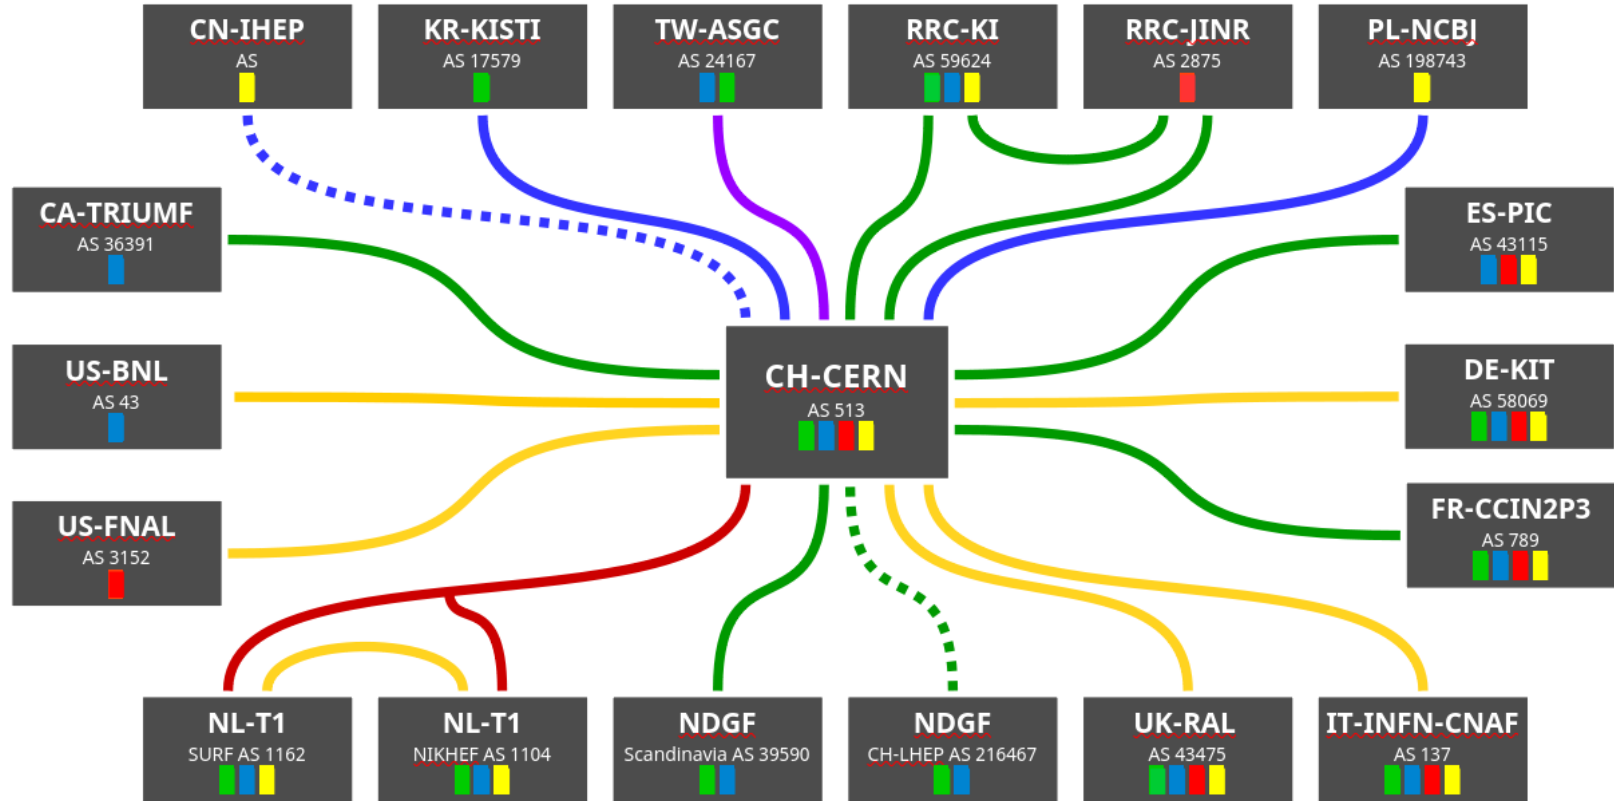 CN-IHEP
AS
KR-KISTI
AS 17579
TW-ASGC
AS 24167
RRC-KI
AS 59624
RRC-JINR
AS 2875
PL-NCBJ
AS 198743
CA-TRIUMF
AS 36391
ES-PIC
AS 43115
US-BNL
AS 43
CH-CERN
AS 513
DE-KIT
AS 58069
US-FNAL
AS 3152
FR-CCIN2P3
AS 789
NL-T1
SURF AS 1162
NL-T1
NIKHEF AS 1104
NDGF
Scandinavia AS 39590
NDGF
CH-LHEP AS 216467
UK-RAL
AS 43475
IT-INFN-CNAF
AS 137